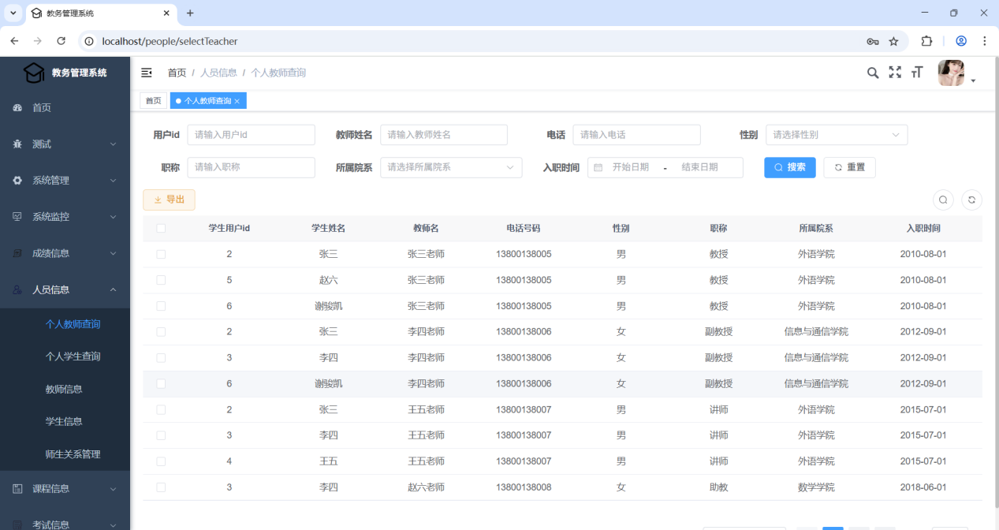 教务管理系统
localhost/people/selectTeacher
教务管理系统
首页 / 人员信息 / 个人教师查询
首页
个人教师查询
首页
测试
系统管理
系统监控
成绩信息
人员信息
个人教师查询
个人学生查询
教师信息
学生信息
师生关系管理
课程信息
考试信息
用户id 请输入用户id 教师姓名 请输入教师姓名 电话 请输入电话 性别 请选择性别
职称 请输入职称 所属院系 请选择所属院系 入职时间 开始日期 - 结束日期 搜索 重置
导出
学生用户id 学生姓名 教师名 电话号码 性别 职称 所属院系 入职时间
2 张三 张三老师 13800138005 男 教授 外语学院 2010-08-01
5 赵六 张三老师 13800138005 男 教授 外语学院 2010-08-01
6 谢骏凯 张三老师 13800138005 男 教授 外语学院 2010-08-01
2 张三 李四老师 13800138006 女 副教授 信息与通信学院 2012-09-01
3 李四 李四老师 13800138006 女 副教授 信息与通信学院 2012-09-01
6 谢骏凯 李四老师 13800138006 女 副教授 信息与通信学院 2012-09-01
2 张三 王五老师 13800138007 男 讲师 外语学院 2015-07-01
3 李四 王五老师 13800138007 男 讲师 外语学院 2015-07-01
4 王五 王五老师 13800138007 男 讲师 外语学院 2015-07-01
3 李四 赵六老师 13800138008 女 助教 数学学院 2018-06-01